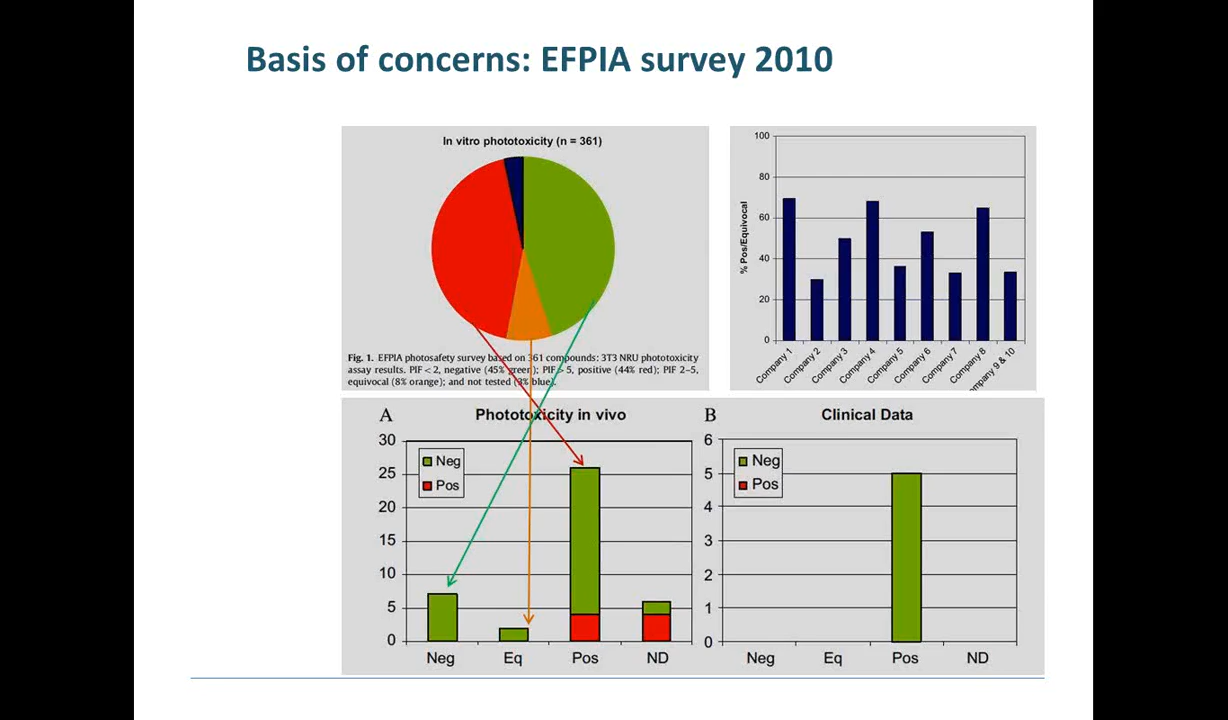 Basis of concerns: EFPIA survey 2010
In vitro phototoxicity (n = 361)
Fig. 1. EFPIA photosafety survey based on 361 compounds: 3T3 NRU phototoxicity
assay results. PIF < 2, negative (45% green); PIF > 5, positive (44% red); PIF 2–5,
equivocal (8% orange); and not tested (3% blue).
% Pos/Equivocal
100
80
60
40
20
0
Company 1
Company 2
Company 3
Company 4
Company 5
Company 6
Company 7
Company 8
ompany 9 & 10
A
Phototoxicity in vivo
30
25
20
15
10
5
0
Neg
Pos
Neg
Eq
Pos
ND
B
Clinical Data
6
5
4
3
2
1
0
Neg
Pos
Neg
Eq
Pos
ND